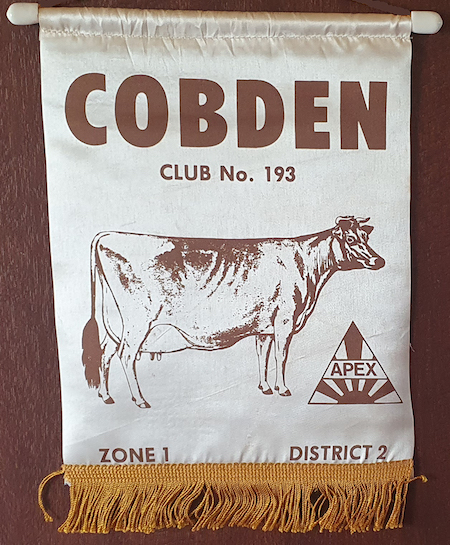 COBDEN
CLUB No. 193
APEX
ZONE 1 DISTRICT 2